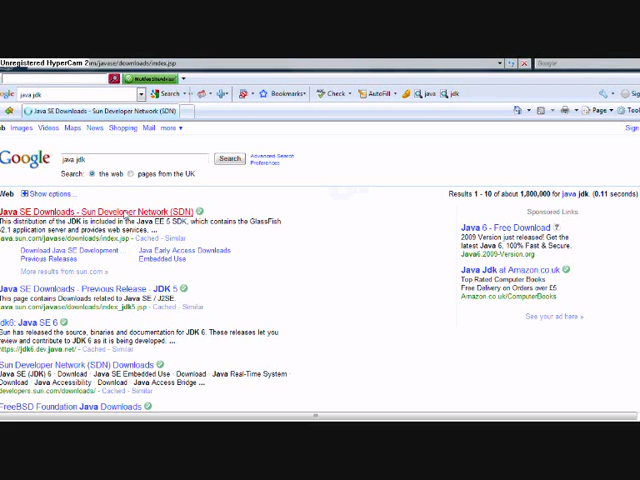 Unregistered HyperCam 2
m/javase/downloads/index.jsp
Google
McAfee SiteAdvisor
java jdk
Search
Bookmarks
Check
AutoFill
java
jdk
Java SE Downloads - Sun Developer Network (SDN)
Page
Tool
b Images Videos Maps News Shopping Mail more
Sign
Google
java jdk
Search
Advanced Search
Preferences
Search: the web pages from the UK
Web Show options...
Results 1 - 10 of about 1,800,000 for java jdk. (0.11 seconds)
Java SE Downloads - Sun Developer Network (SDN)
This distribution of the JDK is included in the Java EE 5 SDK, which contains the GlassFish
v2.1 application server and provides web services, ...
java.sun.com/javase/downloads/index.jsp - Cached - Similar
Download Java SE Development ...
Java Early Access Downloads
Previous Releases
Embedded Use
More results from sun.com »
Java SE Downloads - Previous Release - JDK 5
This page contains Downloads related to Java SE / J2SE.
java.sun.com/javase/downloads/index_jdk5.jsp - Cached - Similar
jdk6: Java SE 6
Sun has released the source, binaries and documentation for JDK 6. These releases let you
review and contribute to JDK 6 as it is being developed. ...
https://jdk6.dev.java.net/ - Cached - Similar
Sun Developer Network (SDN) Downloads
Java SE (JDK) 6 · Download · Java SE Embedded Use · Download · Java Real-Time System ·
Download · Java Accessibility · Download · Java Access Bridge ...
developers.sun.com/downloads/ - Cached - Similar
FreeBSD Foundation Java Downloads
Sponsored Links
Java 6 - Free Download
2009 Version just released! Get the
latest Java 6, 100% Fast & Secure.
Java6.2009-Version.org
Java Jdk at Amazon.co.uk
Top Rated Computer Books
Free Delivery on Orders over £5
Amazon.co.uk/ComputerBooks
See your ad here »